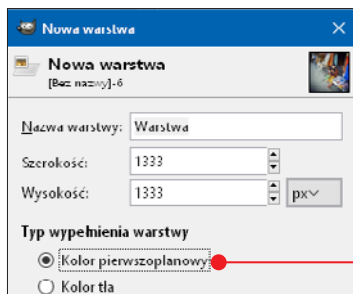 Nowa warstwa
Nowa warstwa
[Bez nazwy]-6
Nazwa warstwy: Warstwa
Szerokość: 1333
Wysokość: 1333 px
Typ wypełnienia warstwy
Kolor pierwszoplanowy
Kolor tła